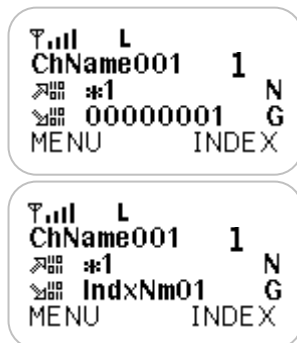 L
ChName001 1
*1 N
00000001 G
MENU INDEX
L
ChName001 1
*1 N
IndxNm01 G
MENU INDEX